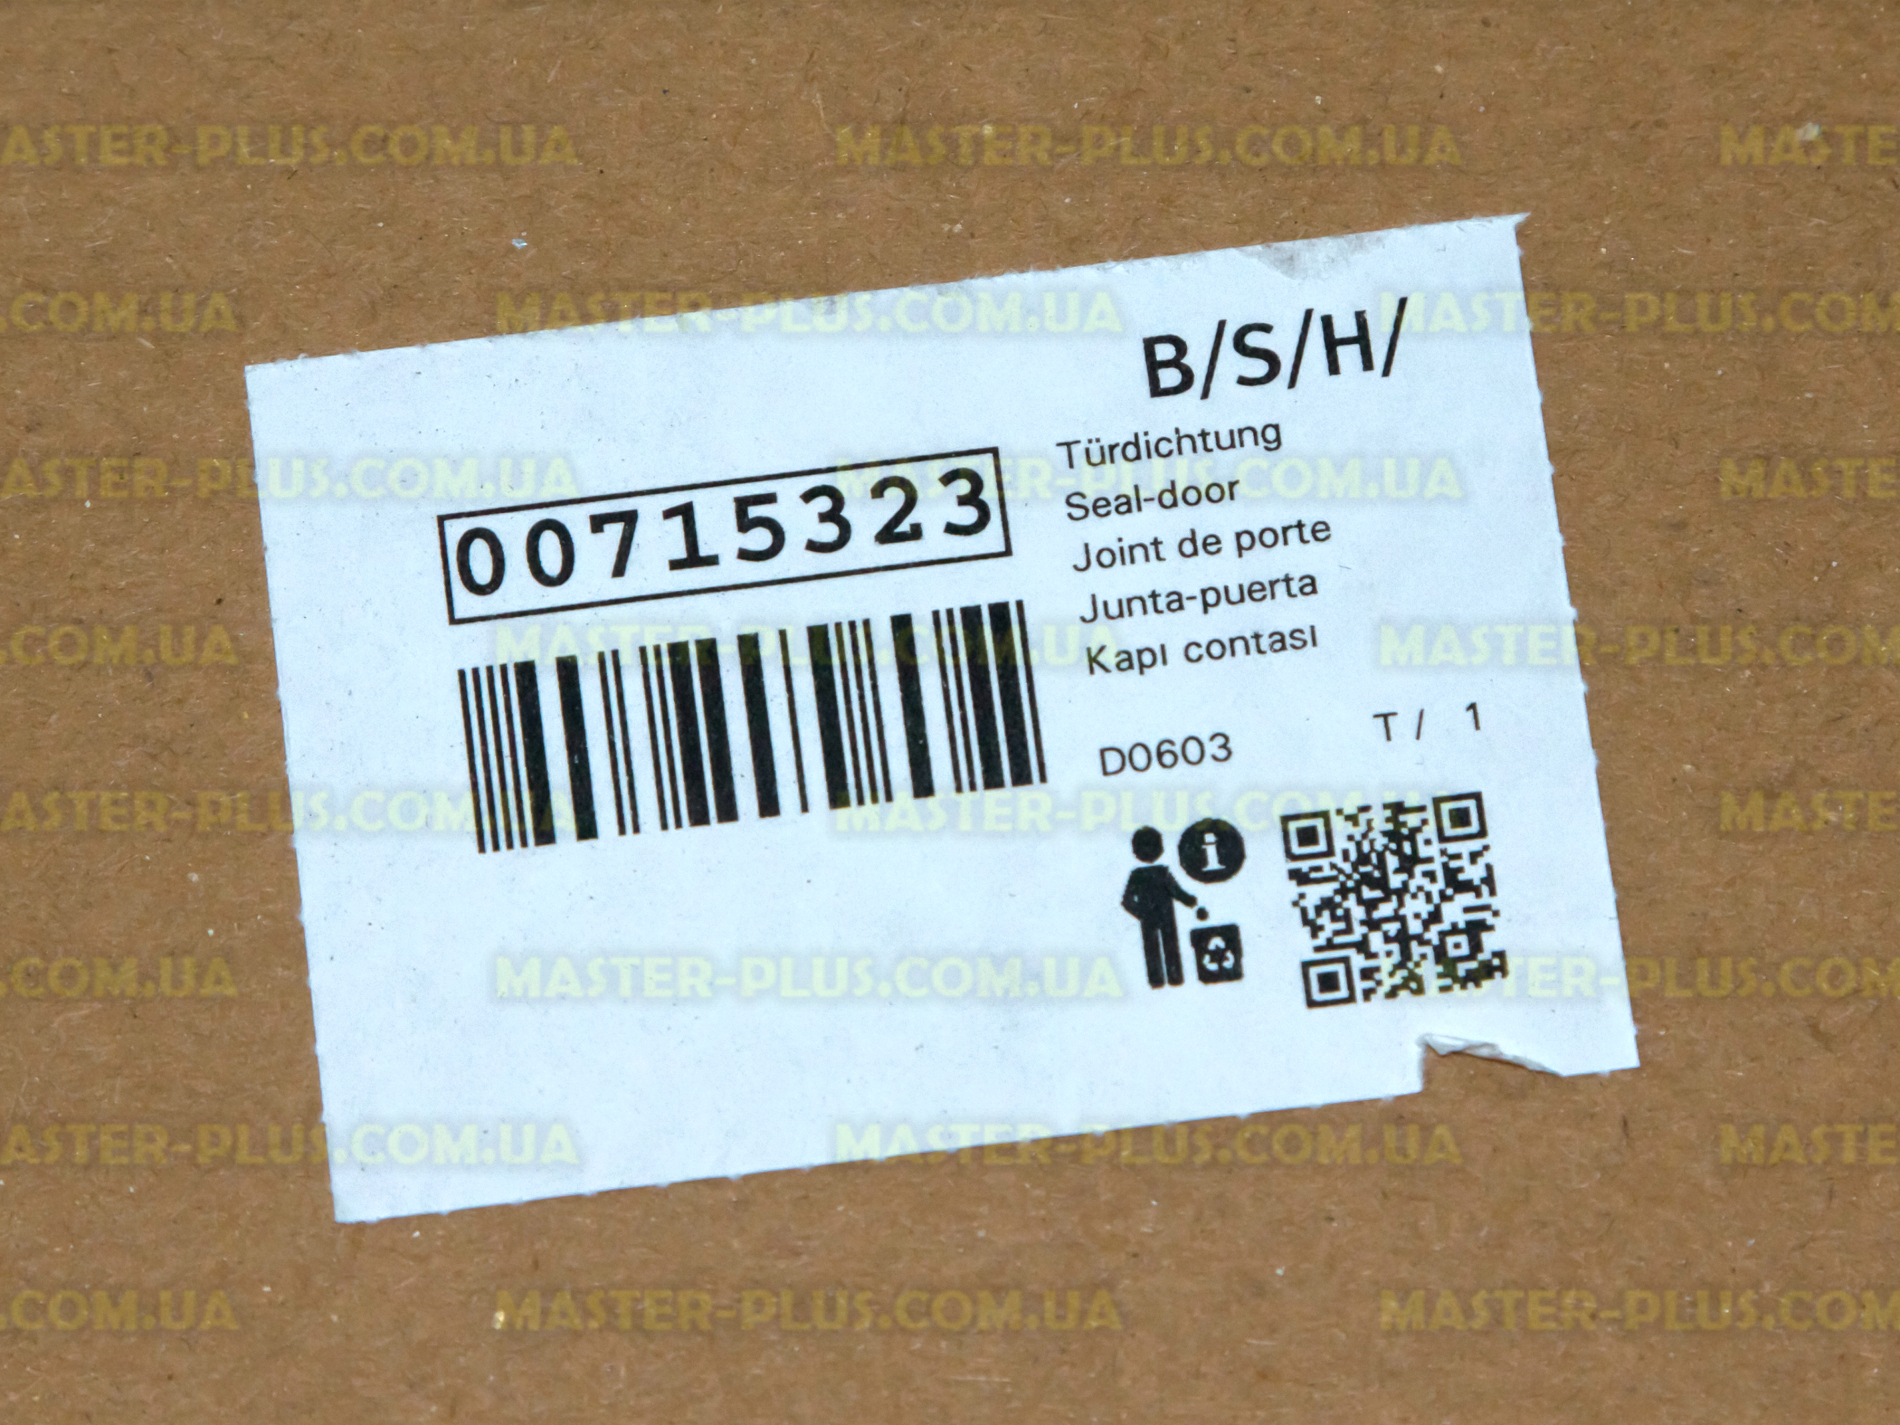 B/S/H/
00715323
Türdichtung
Seal-door
Joint de porte
Junta-puerta
Kapı contası
D0603 T / 1
MASTER-PLUS.COM.UA